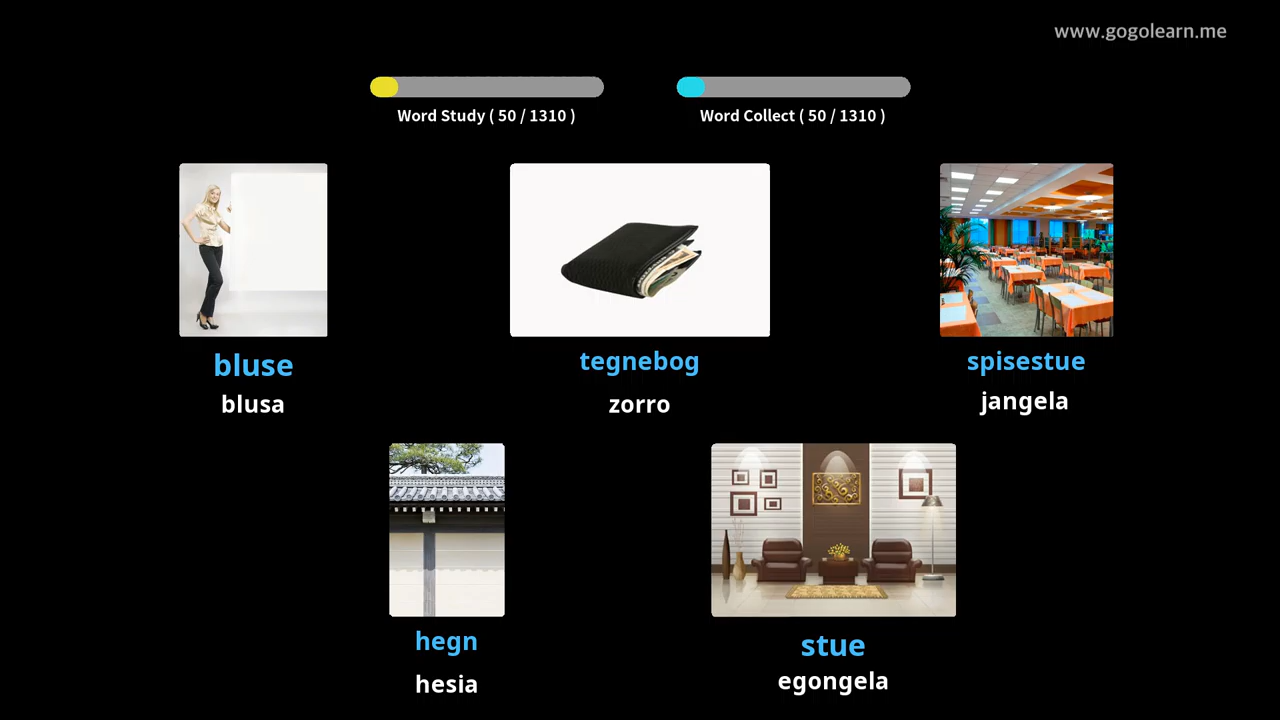 www.gogolearn.me
Word Study ( 50 / 1310 )
Word Collect ( 50 / 1310 )
bluse
blusa
tegnebog
zorro
spisestue
jangela
hegn
hesia
stue
egongela